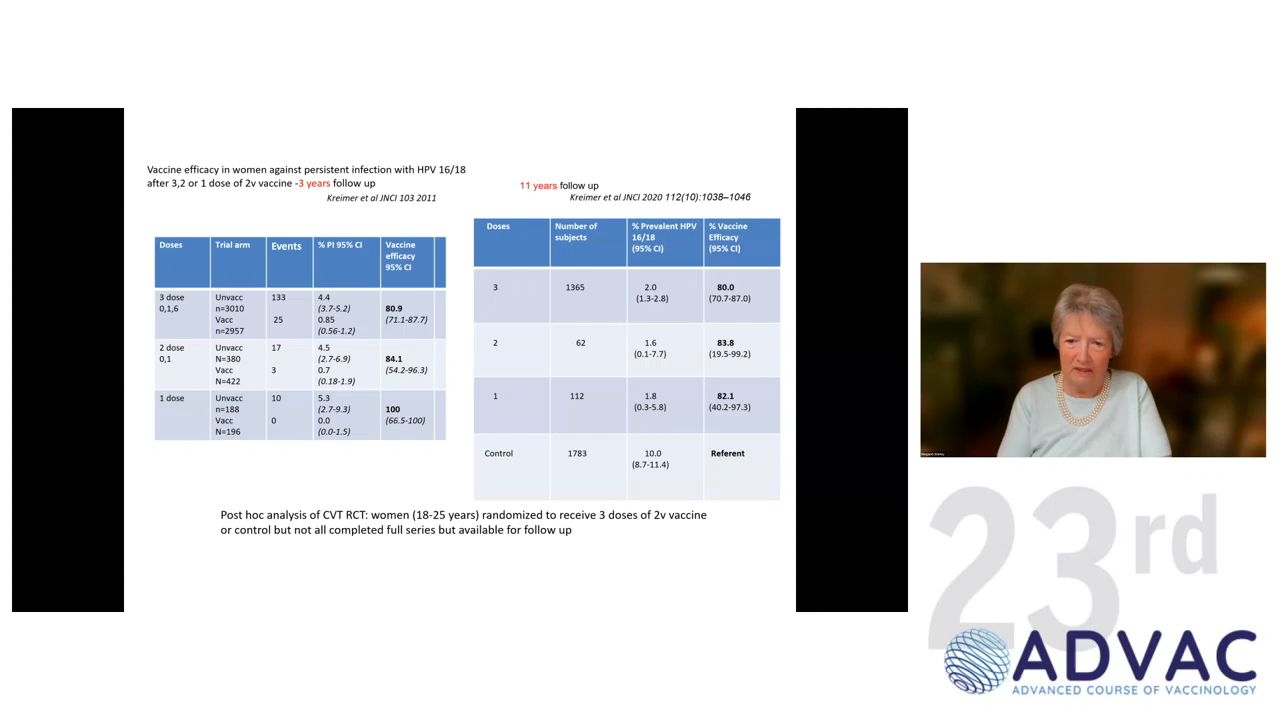 Vaccine efficacy in women against persistent infection with HPV 16/18
after 3,2 or 1 dose of 2v vaccine -3 years follow up
Kreimer et al JNCI 103 2011
Doses Trial arm Events % PI 95% CI Vaccine
efficacy
95% CI
3 dose Unvacc 133 4.4
0,1,6 n=3010 (3.7-5.2) 80.9
Vacc 25 0.85 (71.1-87.7)
n=2957 (0.56-1.2)
2 dose Unvacc 17 4.5
0,1 N=380 (2.7-6.9) 84.1
Vacc 3 0.7 (54.2-96.3)
N=422 (0.18-1.9)
1 dose Unvacc 10 5.3
n=188 (2.7-9.3) 100
Vacc 0 0.0 (66.5-100)
N=196 (0.0-1.5)
11 years follow up
Kreimer et al JNCI 2020 112(10):1038–1046
Doses Number of % Prevalent HPV % Vaccine
subjects 16/18 Efficacy
(95% CI) (95% CI)
3 1365 2.0 80.0
(1.3-2.8) (70.7-87.0)
2 62 1.6 83.8
(0.1-7.7) (19.5-99.2)
1 112 1.8 82.1
(0.3-5.8) (40.2-97.3)
Control 1783 10.0 Referent
(8.7-11.4)
Post hoc analysis of CVT RCT: women (18-25 years) randomized to receive 3 doses of 2v vaccine
or control but not all completed full series but available for follow up
Margaret Stanley
23rd
ADVAC
ADVANCED COURSE OF VACCINOLOGY